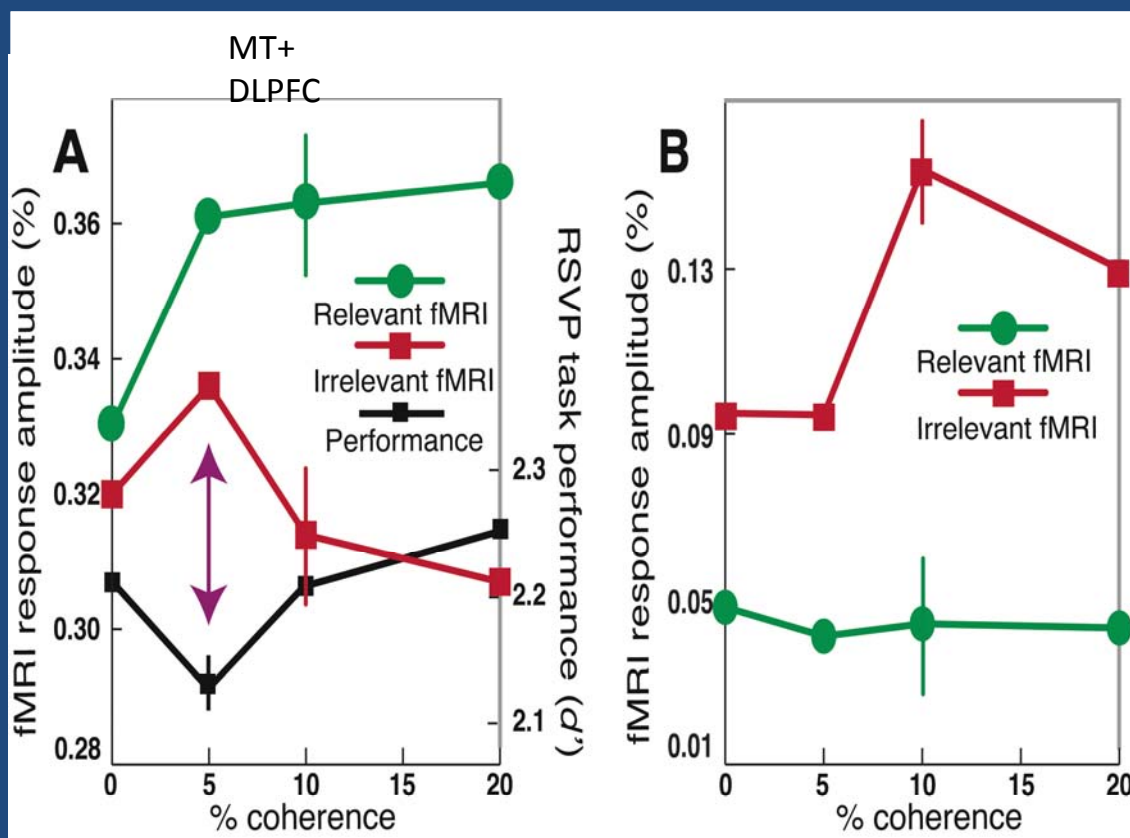 MT+
DLPFC
A
fMRI response amplitude (%)
0.36
0.34
0.32
0.30
0.28
Relevant fMRI
Irrelevant fMRI
Performance
RSVP task performance (d')
2.3
2.2
2.1
0 5 10 15 20
% coherence
B
fMRI response amplitude (%)
0.13
0.09
0.05
0.01
Relevant fMRI
Irrelevant fMRI
0 5 10 15 20
% coherence